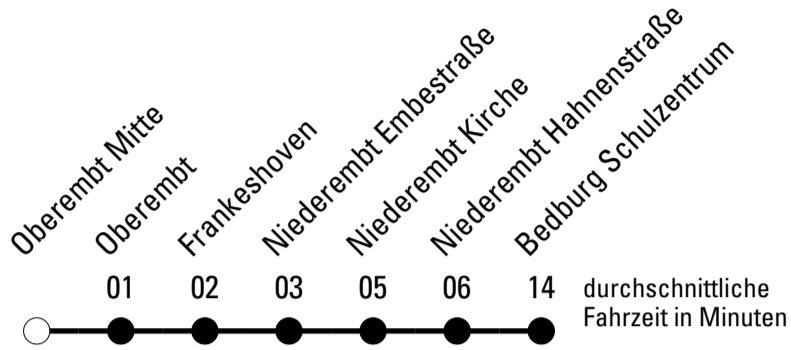 Oberembt Mitte
Oberembt
Frankeshoven
Niederembt Embestraße
Niederembt Kirche
Niederembt Hahnenstraße
Bedburg Schulzentrum
01 02 03 05 06 14
durchschnittliche
Fahrzeit in Minuten